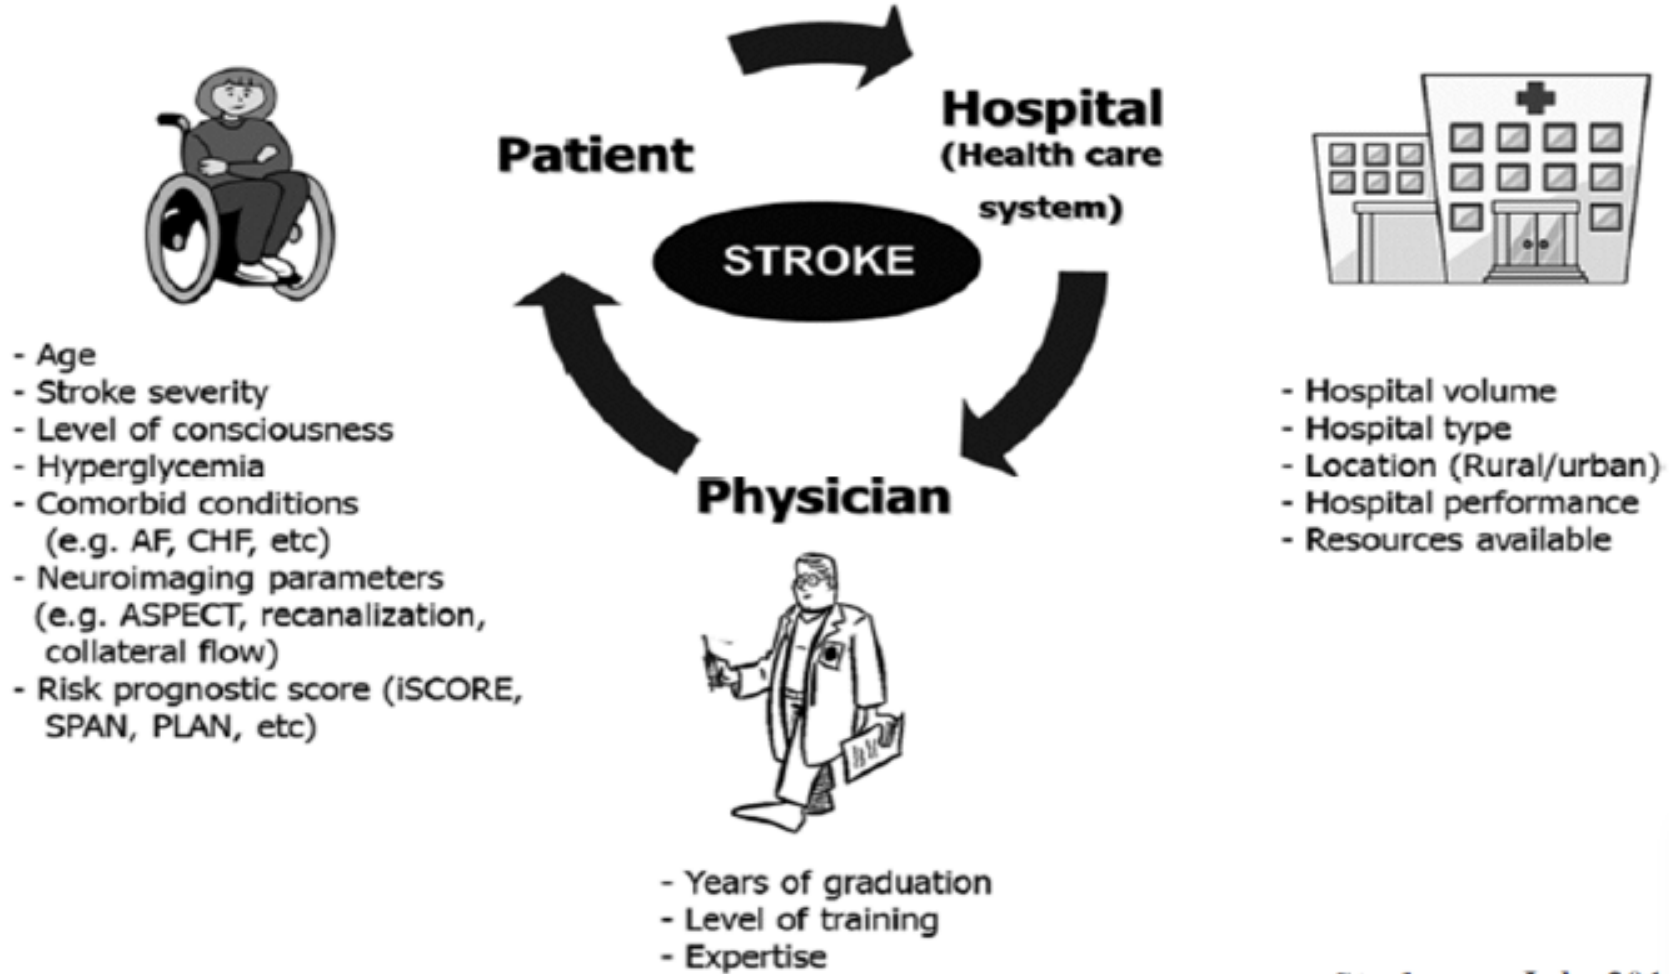 Patient
Hospital
(Health care
system)
STROKE
Physician
- Age
- Stroke severity
- Level of consciousness
- Hyperglycemia
- Comorbid conditions
(e.g. AF, CHF, etc)
- Neuroimaging parameters
(e.g. ASPECT, recanalization,
collateral flow)
- Risk prognostic score (iSCORE,
SPAN, PLAN, etc)
- Hospital volume
- Hospital type
- Location (Rural/urban)
- Hospital performance
- Resources available
- Years of graduation
- Level of training
- Expertise